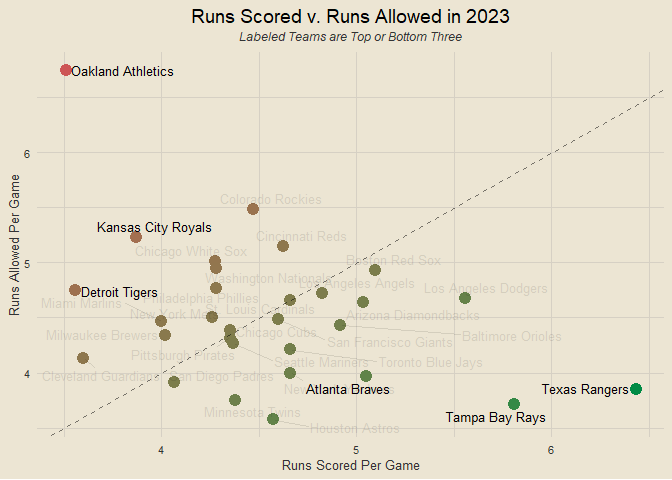 Runs Scored v. Runs Allowed in 2023
Labeled Teams are Top or Bottom Three
Oakland Athletics
6
Colorado Rockies
Kansas City Royals
Cincinnati Reds
Chicago White Sox
Boston Red Sox
5
Washington Nationals
Los Angeles Angels
Los Angeles Dodgers
Detroit Tigers
Philadelphia Phillies
Miami Marlins
New York Mets
St. Louis Cardinals
Arizona Diamondbacks
Milwaukee Brewers
Chicago Cubs
San Francisco Giants
Baltimore Orioles
Pittsburgh Pirates
Seattle Mariners
Toronto Blue Jays
4
Cleveland Guardians
San Diego Padres
Atlanta Braves
Texas Rangers
Minnesota Twins
Tampa Bay Rays
Houston Astros
4
5
6
Runs Scored Per Game
Runs Allowed Per Game